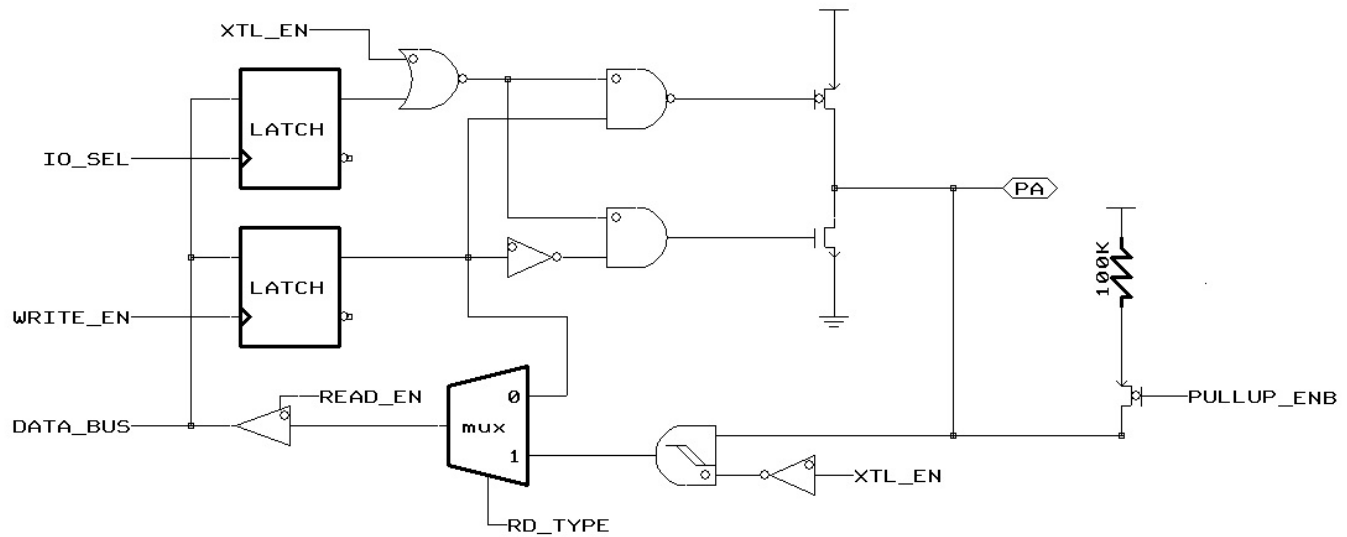 XTL_EN
LATCH
IO_SEL
PA
100K
LATCH
WRITE_EN
READ_EN
0
PULLUP_ENB
DATA_BUS
mux
1
XTL_EN
RD_TYPE